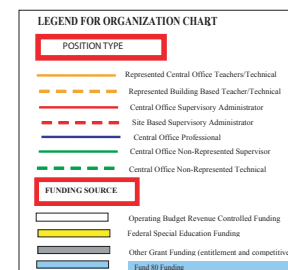 LEGEND FOR ORGANIZATION CHART
POSITION TYPE
Represented Central Office Teachers/Technical
Represented Building Based Teacher/Technical
Central Office Supervisory Administrator
Site Based Supervisory Administrator
Central Office Professional
Central Office Non-Represented Supervisor
Central Office Non-Represented Technical
FUNDING SOURCE
Operating Budget Revenue Controlled Funding
Federal Special Education Funding
Other Grant Funding (entitlement and competitive
Fund 80 Funding